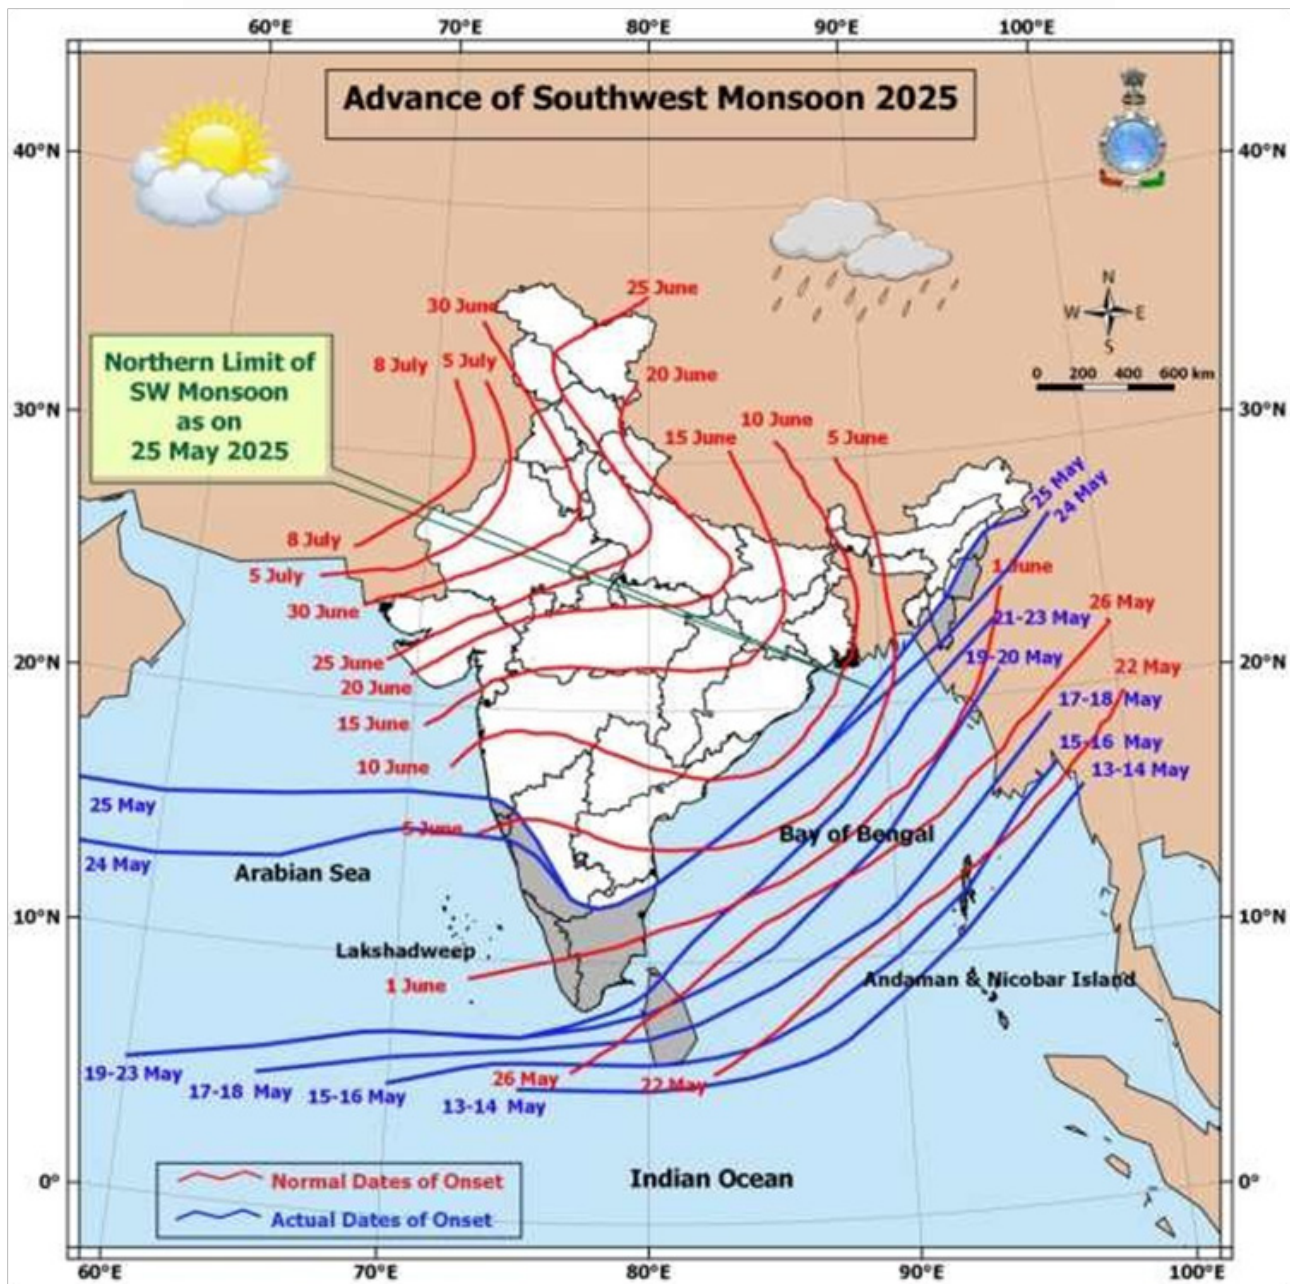 60°E 70°E 80°E 90°E 100°E
Advance of Southwest Monsoon 2025
40°N 40°N
N
W E
S
0 200 400 600 km
25 June
30 June
8 July 5 July
20 June
Northern Limit of
SW Monsoon
as on
25 May 2025
30°N 30°N
10 June
15 June 5 June
25 May
24 May
8 July
5 July
30 June
1 June
26 May
21-23 May
19-20 May
20°N 20°N
25 June
20 June
22 May
17-18 May
15 June
15-16 May
13-14 May
10 June
25 May
5 June
Bay of Bengal
24 May
Arabian Sea
10°N 10°N
Lakshadweep
1 June
Andaman & Nicobar Island
19-23 May
17-18 May
15-16 May
13-14 May
26 May
22 May
Indian Ocean
0° 0°
Normal Dates of Onset
Actual Dates of Onset
60°E 70°E 80°E 90°E 100°E